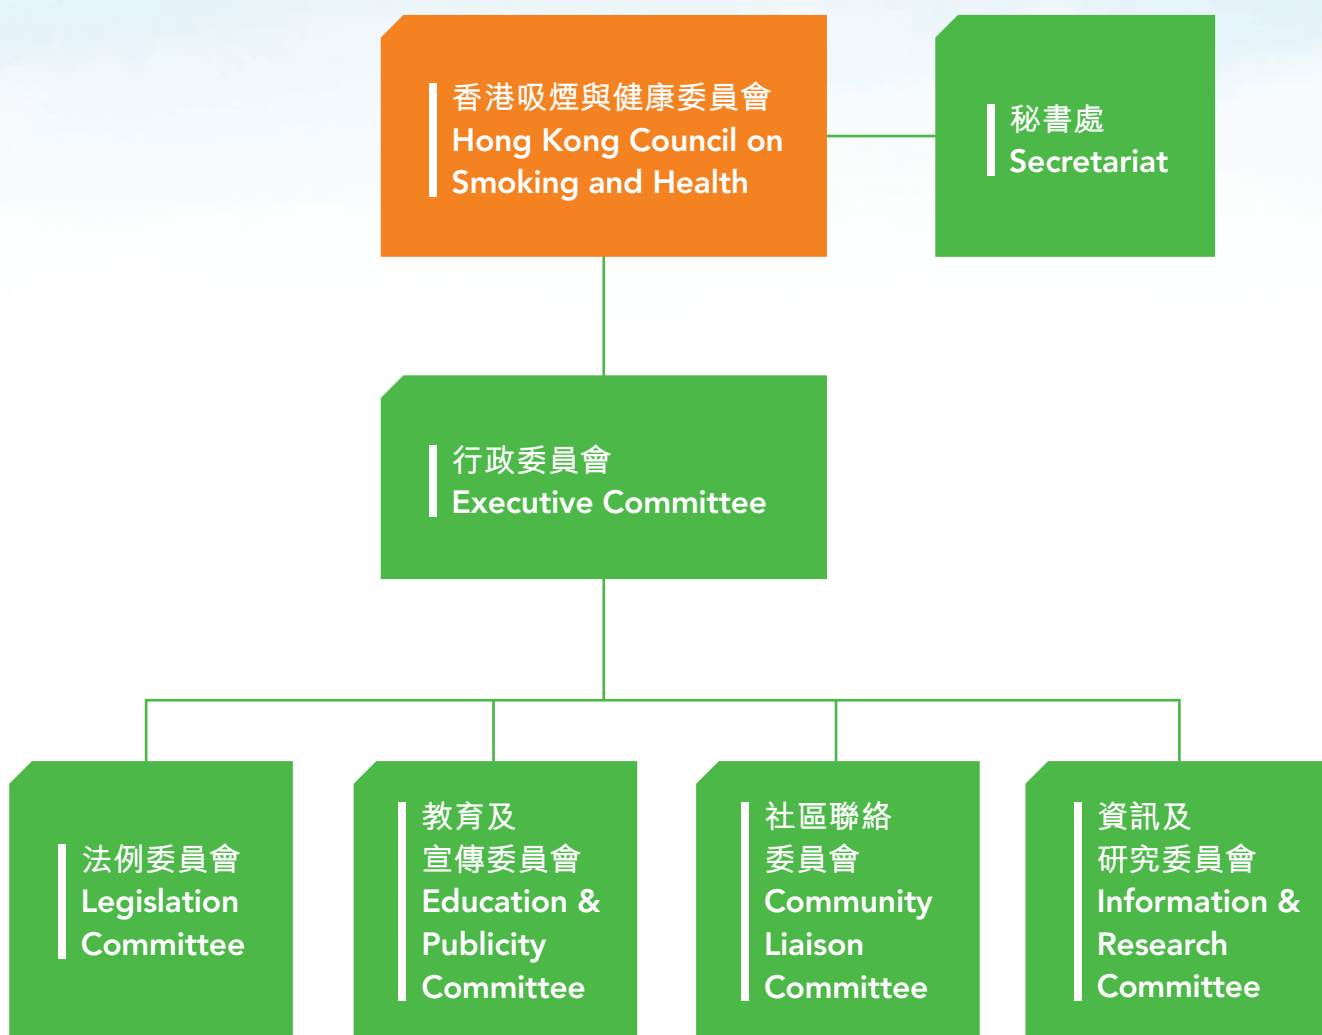 香港吸煙與健康委員會
Hong Kong Council on
Smoking and Health
秘書處
Secretariat
行政委員會
Executive Committee
法例委員會
Legislation
Committee
教育及
宣傳委員會
Education &
Publicity
Committee
社區聯絡
委員會
Community
Liaison
Committee
資訊及
研究委員會
Information &
Research
Committee